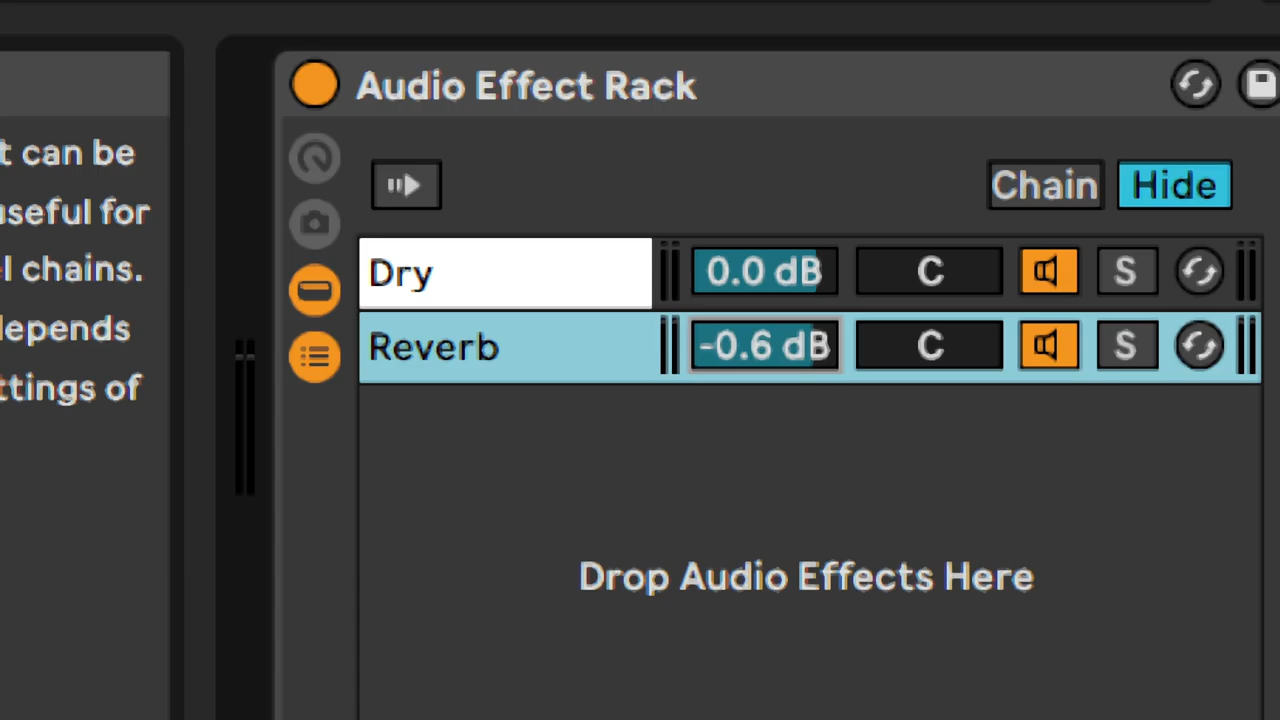 Audio Effect Rack
t can be
useful for
l chains.
depends
ttings of
Chain Hide
Dry 0.0 dB C S
Reverb -0.6 dB C S
Drop Audio Effects Here